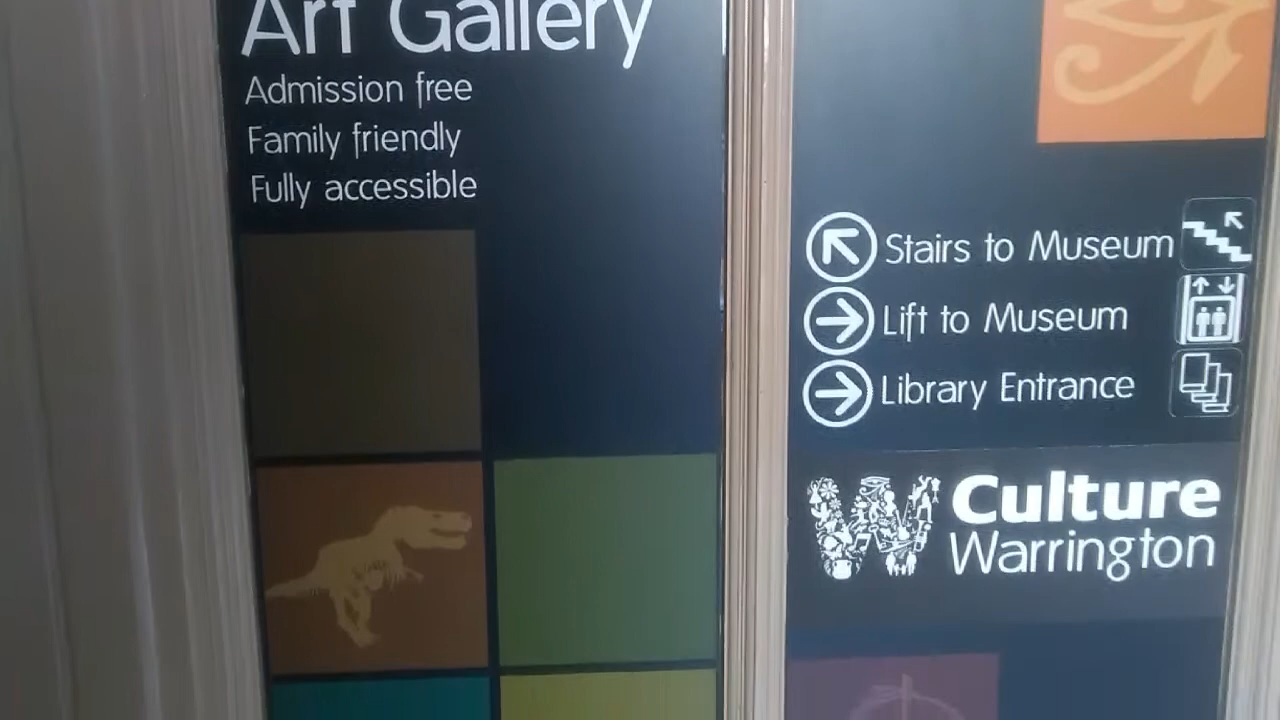 Art Gallery
Admission free
Family friendly
Fully accessible
Stairs to Museum
Lift to Museum
Library Entrance
W Culture
Warrington